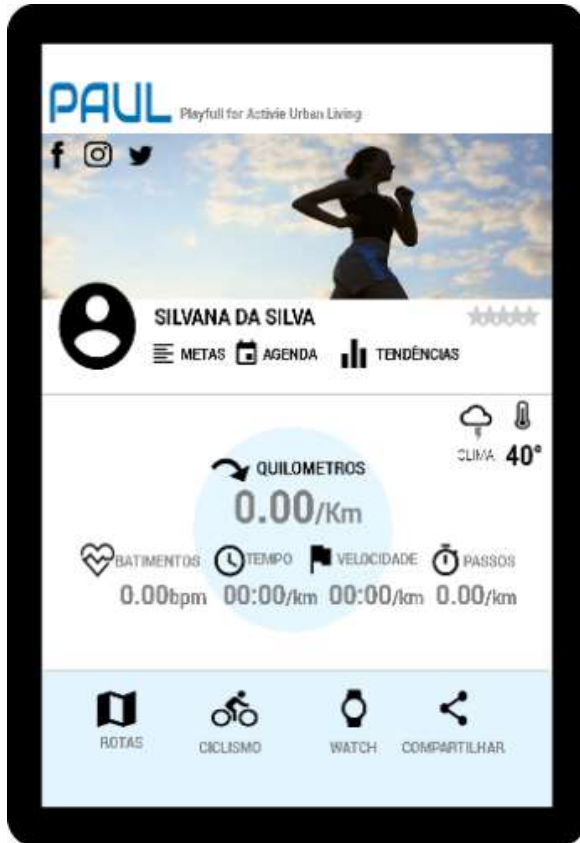 PAUL Playfull for Activie Urban Living
SILVANA DA SILVA
METAS AGENDA TENDÊNCIAS
CLIMA 40°
QUILOMETROS
0.00/Km
BATIMENTOS TEMPO VELOCIDADE PASSOS
0.00bpm 00:00/km 00:00/km 0.00/km
ROTAS CICLISMO WATCH COMPARTILHAR